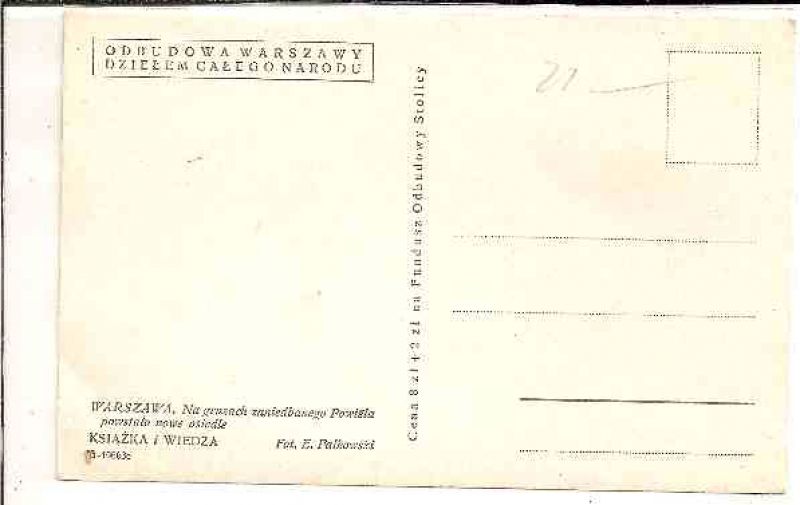 ODBUDOWA WARSZAWY
DZIEŁEM CAŁEGO NARODU
21
Cena 8 zł + 2 zł na Fundusz Odbudowy Stolicy
WARSZAWA. Na gruzach zaniedbanego Powiśla
powstało nowe osiedle
KSIĄŻKA i WIEDZA Fot. E. Falkowski